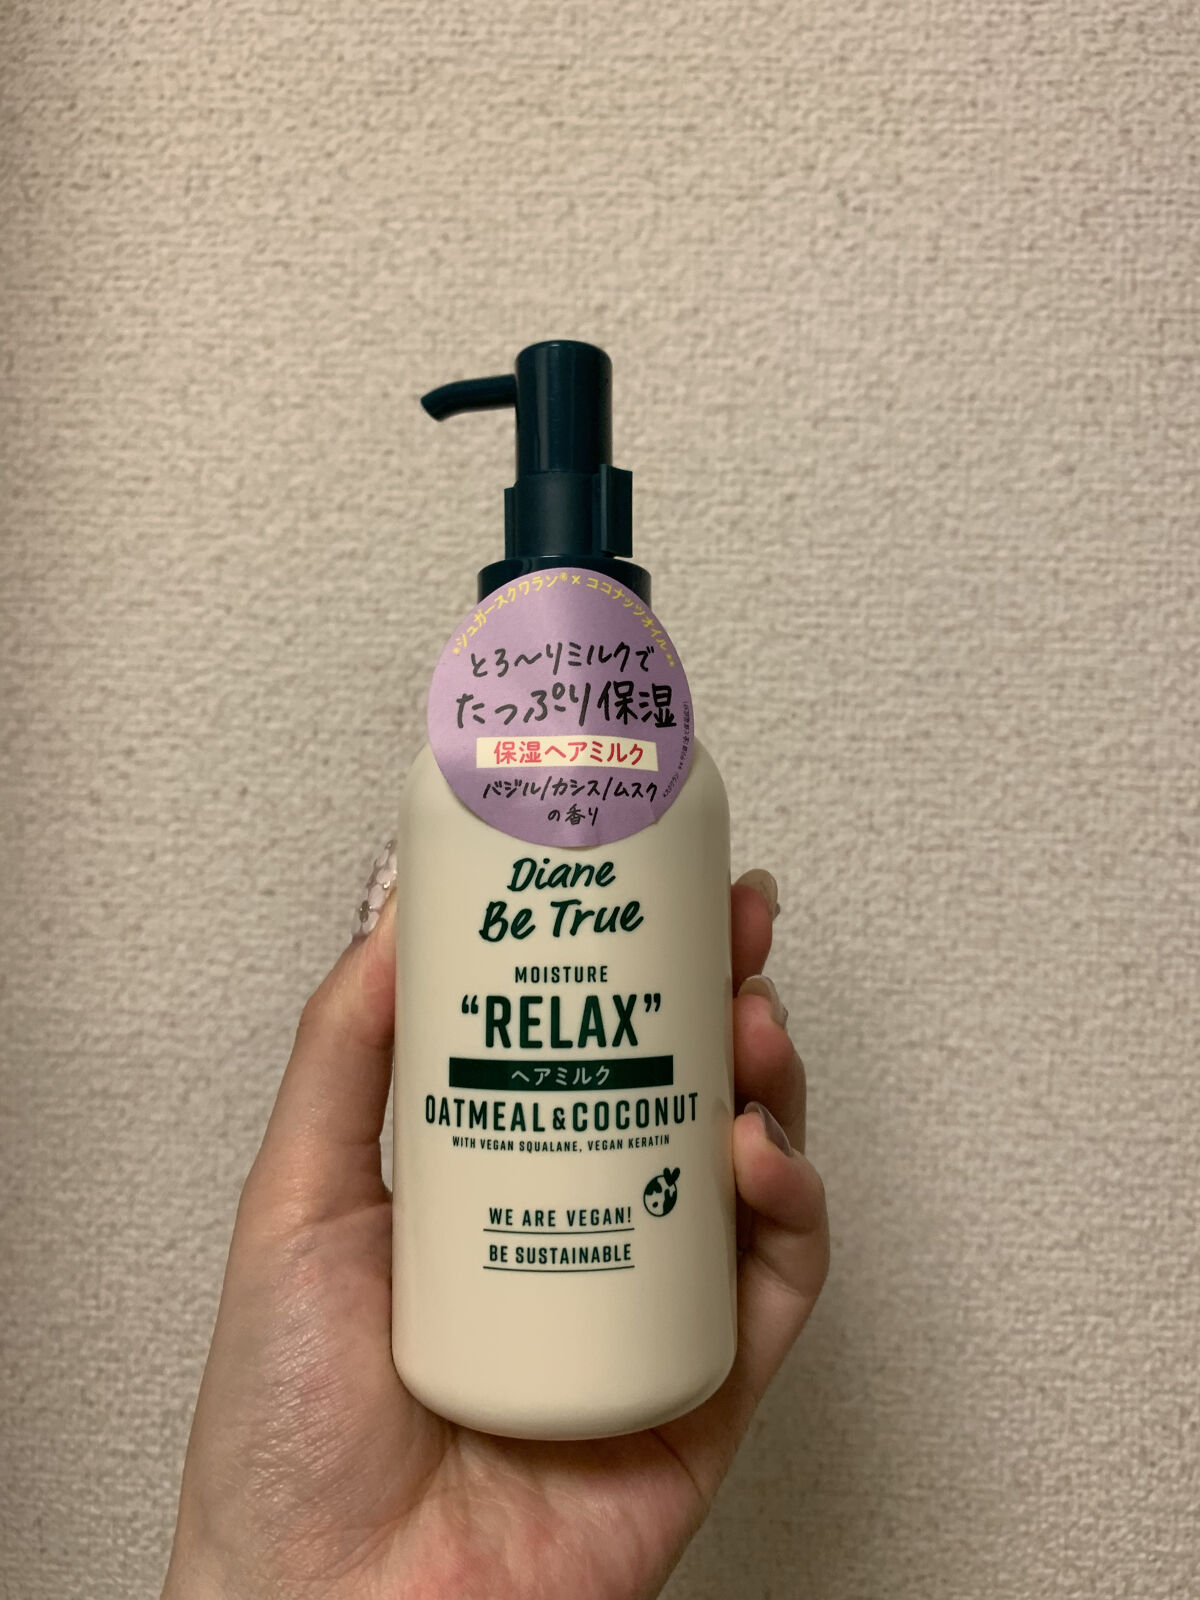 *シュガースクワラン®×ココナッツオイル**
とろ〜りミルクで
たっぷり保湿
保湿ヘアミルク
バジル/カシス/ムスク
の香り
Diane
Be True
MOISTURE
“RELAX”
ヘアミルク
OATMEAL & COCONUT
WITH VEGAN SQUALANE, VEGAN KERATIN
WE ARE VEGAN!
BE SUSTAINABLE